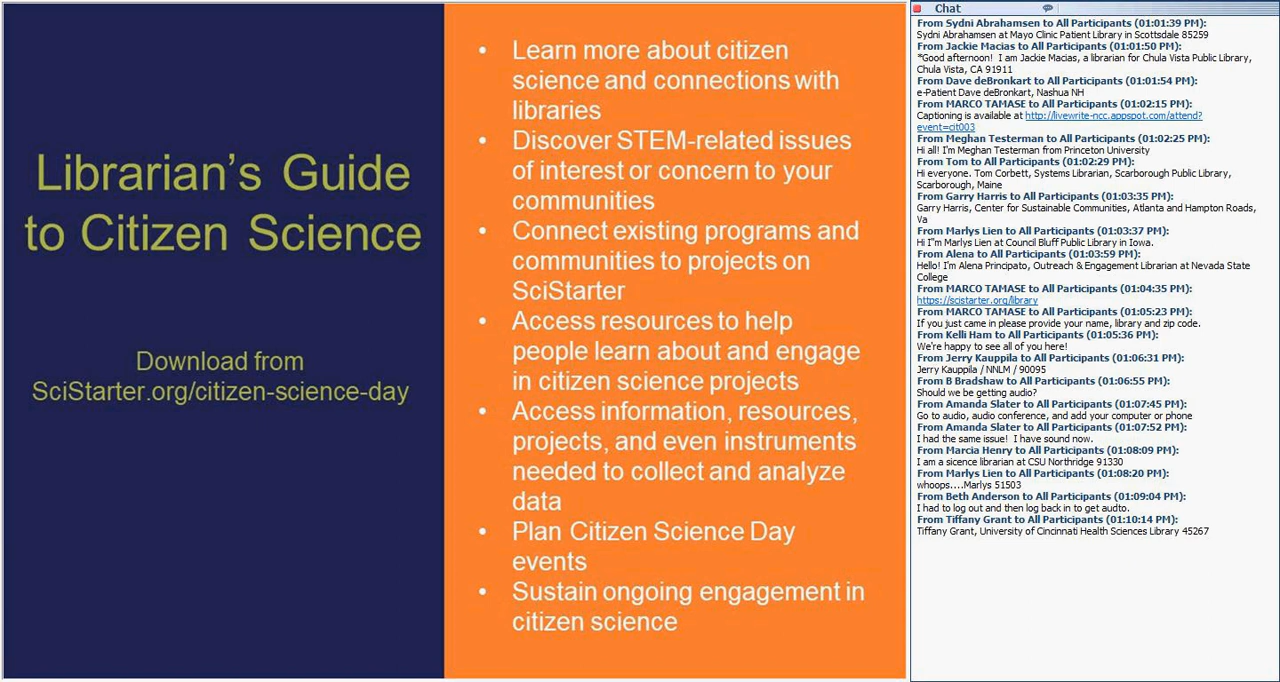 Librarian's Guide
to Citizen Science
Download from
SciStarter.org/citizen-science-day
• Learn more about citizen
science and connections with
libraries
• Discover STEM-related issues
of interest or concern to your
communities
• Connect existing programs and
communities to projects on
SciStarter
• Access resources to help
people learn about and engage
in citizen science projects
• Access information, resources,
projects, and even instruments
needed to collect and analyze
data
• Plan Citizen Science Day
events
• Sustain ongoing engagement in
citizen science
Chat
From Sydni Abrahamsen to All Participants (01:01:39 PM):
Sydni Abrahamsen at Mayo Clinic Patient Library in Scottsdale 85259
From Jackie Macias to All Participants (01:01:50 PM):
*Good afternoon! I am Jackie Macias, a librarian for Chula Vista Public Library,
Chula Vista, CA 91911
From Dave deBronkart to All Participants (01:01:54 PM):
e-Patient Dave deBronkart, Nashua NH
From MARCO TAMASE to All Participants (01:02:15 PM):
Captioning is available at http://livewrite-ncc.appspot.com/attend?
event=cit003
From Meghan Testerman to All Participants (01:02:25 PM):
Hi all! I'm Meghan Testerman from Princeton University
From Tom to All Participants (01:02:29 PM):
Hi everyone. Tom Corbett, Systems Librarian, Scarborough Public Library,
Scarborough, Maine
From Garry Harris to All Participants (01:03:35 PM):
Garry Harris, Center for Sustainable Communities, Atlanta and Hampton Roads,
Va
From Marlys Lien to All Participants (01:03:37 PM):
Hi I"m Marlys Lien at Council Bluff Public Library in Iowa.
From Alena to All Participants (01:03:59 PM):
Hello! I'm Alena Principato, Outreach & Engagement Librarian at Nevada State
College
From MARCO TAMASE to All Participants (01:04:35 PM):
https://scistarter.org/library
From MARCO TAMASE to All Participants (01:05:23 PM):
If you just came in please provide your name, library and zip code.
From Kelli Ham to All Participants (01:05:36 PM):
We're happy to see all of you here!
From Jerry Kauppila to All Participants (01:06:31 PM):
Jerry Kauppila / NNLM / 90095
From B Bradshaw to All Participants (01:06:55 PM):
Should we be getting audio?
From Amanda Slater to All Participants (01:07:45 PM):
Go to audio, audio conference, and add your computer or phone
From Amanda Slater to All Participants (01:07:52 PM):
I had the same issue! I have sound now.
From Marcia Henry to All Participants (01:08:09 PM):
I am a sicence librarian at CSU Northridge 91330
From Marlys Lien to All Participants (01:08:20 PM):
whoops....Marlys 51503
From Beth Anderson to All Participants (01:09:04 PM):
I had to log out and then log back in to get audto.
From Tiffany Grant to All Participants (01:10:14 PM):
Tiffany Grant, University of Cincinnati Health Sciences Library 45267